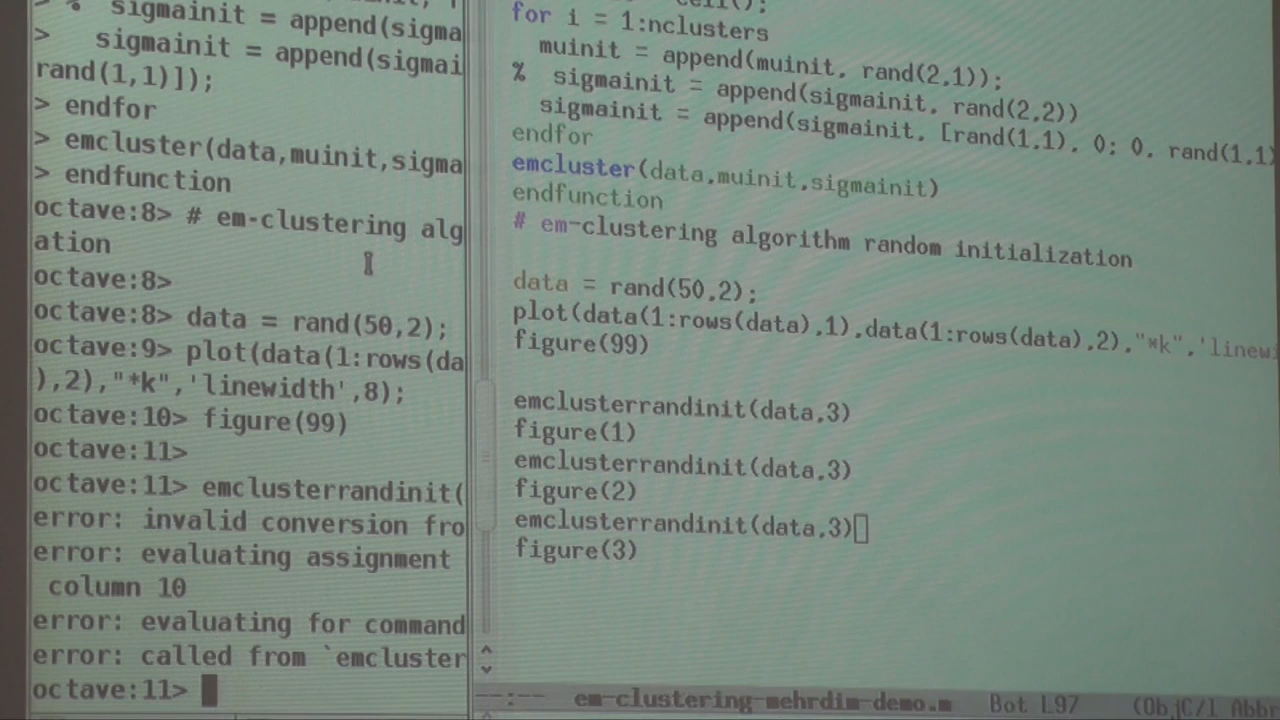 > %  sigmainit = append(sigma
>   sigmainit = append(sigmai
rand(1,1)]);
> endfor
> emcluster(data,muinit,sigma
> endfunction
octave:8> # em-clustering alg
ation
octave:8>
octave:8> data = rand(50,2);
octave:9> plot(data(1:rows(da
),2),"*k",'linewidth',8);
octave:10> figure(99)
octave:11>
octave:11> emclusterrandinit(
error: invalid conversion fro
error: evaluating assignment
column 10
error: evaluating for command
error: called from `emcluster
octave:11>
for i = 1:nclusters
muinit = append(muinit, rand(2,1));
%  sigmainit = append(sigmainit, rand(2,2))
sigmainit = append(sigmainit, [rand(1,1), 0; 0, rand(1,1)
endfor
emcluster(data,muinit,sigmainit)
endfunction
# em-clustering algorithm random initialization
data = rand(50,2);
plot(data(1:rows(data),1),data(1:rows(data),2),"*k",'linewi
figure(99)
emclusterrandinit(data,3)
figure(1)
emclusterrandinit(data,3)
figure(2)
emclusterrandinit(data,3)
figure(3)
--:-- em-clustering-mehrdim-demo.m Bot L97 (ObjC/l Abbr